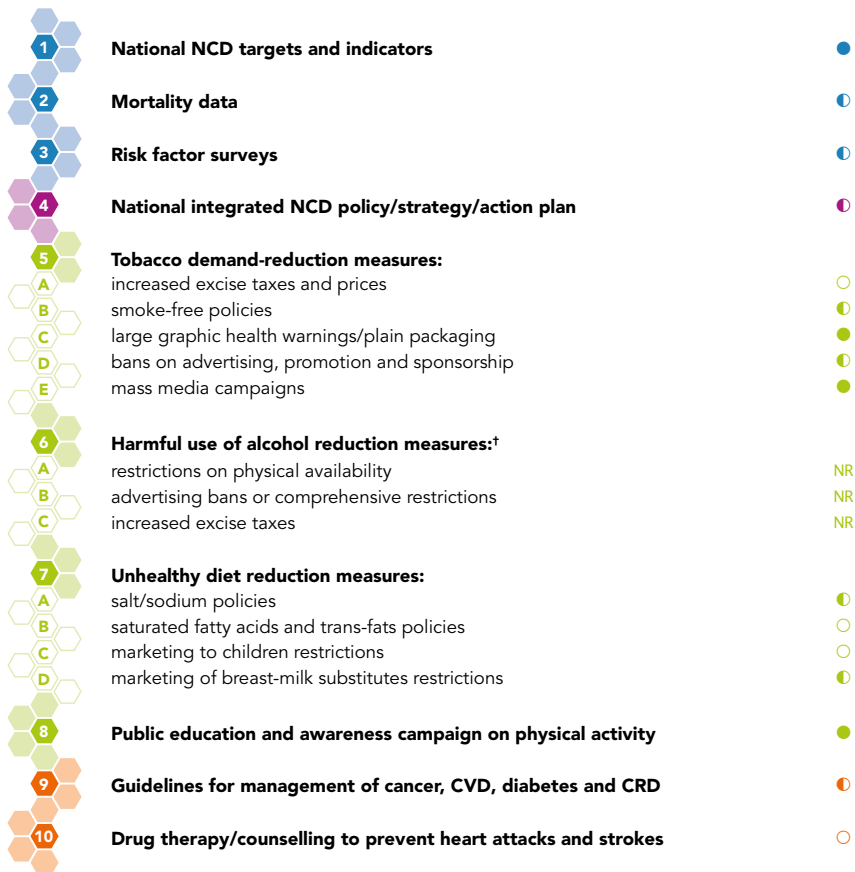 1 National NCD targets and indicators ●
2 Mortality data ◐
3 Risk factor surveys ◐
4 National integrated NCD policy/strategy/action plan ◐
5 Tobacco demand-reduction measures:
A increased excise taxes and prices ○
B smoke-free policies ◐
C large graphic health warnings/plain packaging ●
D bans on advertising, promotion and sponsorship ◐
E mass media campaigns ●
6 Harmful use of alcohol reduction measures:†
A restrictions on physical availability NR
B advertising bans or comprehensive restrictions NR
C increased excise taxes NR
7 Unhealthy diet reduction measures:
A salt/sodium policies ◐
B saturated fatty acids and trans-fats policies ○
C marketing to children restrictions ○
D marketing of breast-milk substitutes restrictions ◐
8 Public education and awareness campaign on physical activity ●
9 Guidelines for management of cancer, CVD, diabetes and CRD ◐
10 Drug therapy/counselling to prevent heart attacks and strokes ○